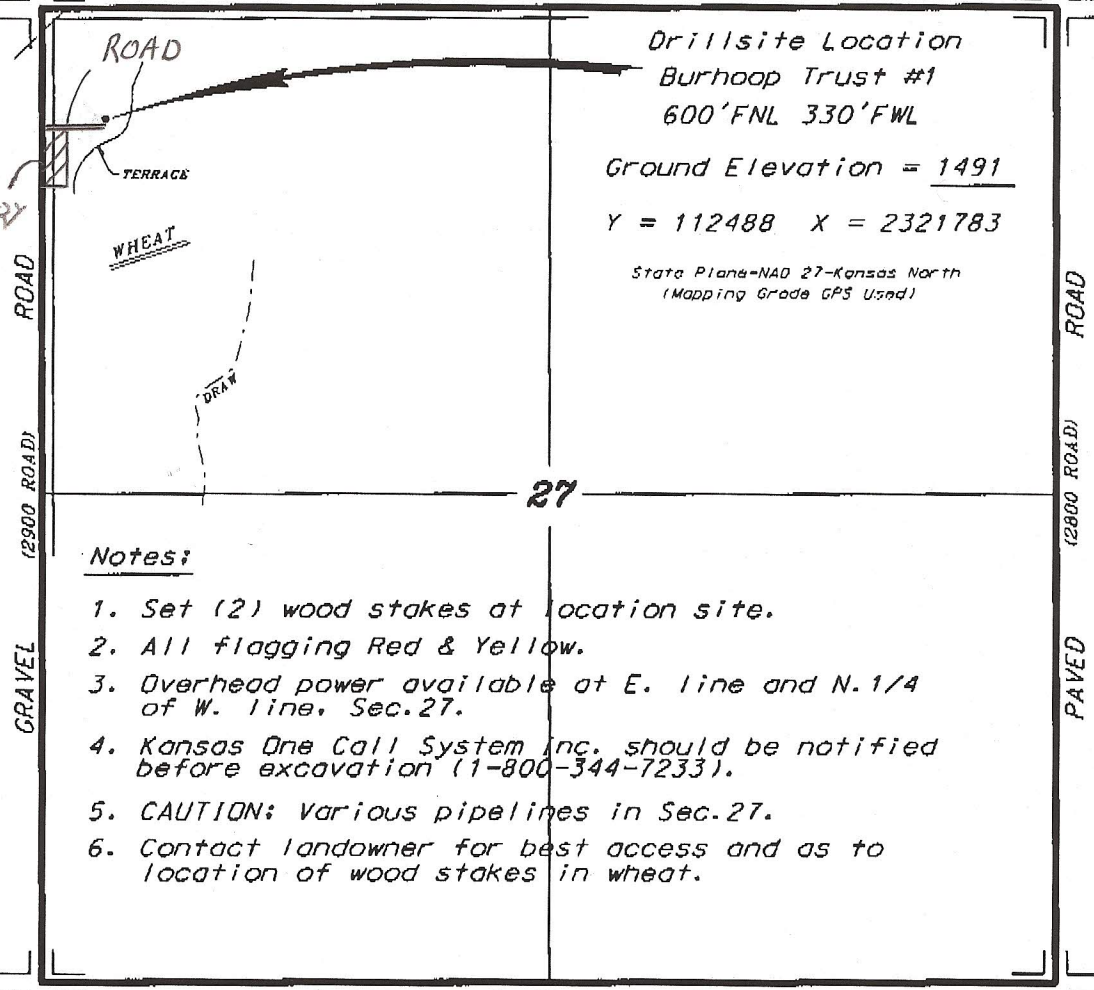 ROAD
Drillsite Location
Burhoop Trust #1
600'FNL 330'FWL
Ground Elevation = 1491
Y = 112488 X = 2321783
State Plane-NAD 27-Kansas North
(Mapping Grade GPS Used)
TERRACE
WHEAT
DRAW
ROAD
(2900 ROAD)
GRAVEL
ROAD
(2800 ROAD)
PAVED
27
Notes:
1. Set (2) wood stakes at location site.
2. All flagging Red & Yellow.
3. Overhead power available at E. line and N.1/4
of W. line, Sec.27.
4. Kansas One Call System Inc. should be notified
before excavation (1-800-344-7233).
5. CAUTION: Various pipelines in Sec.27.
6. Contact landowner for best access and as to
location of wood stakes in wheat.